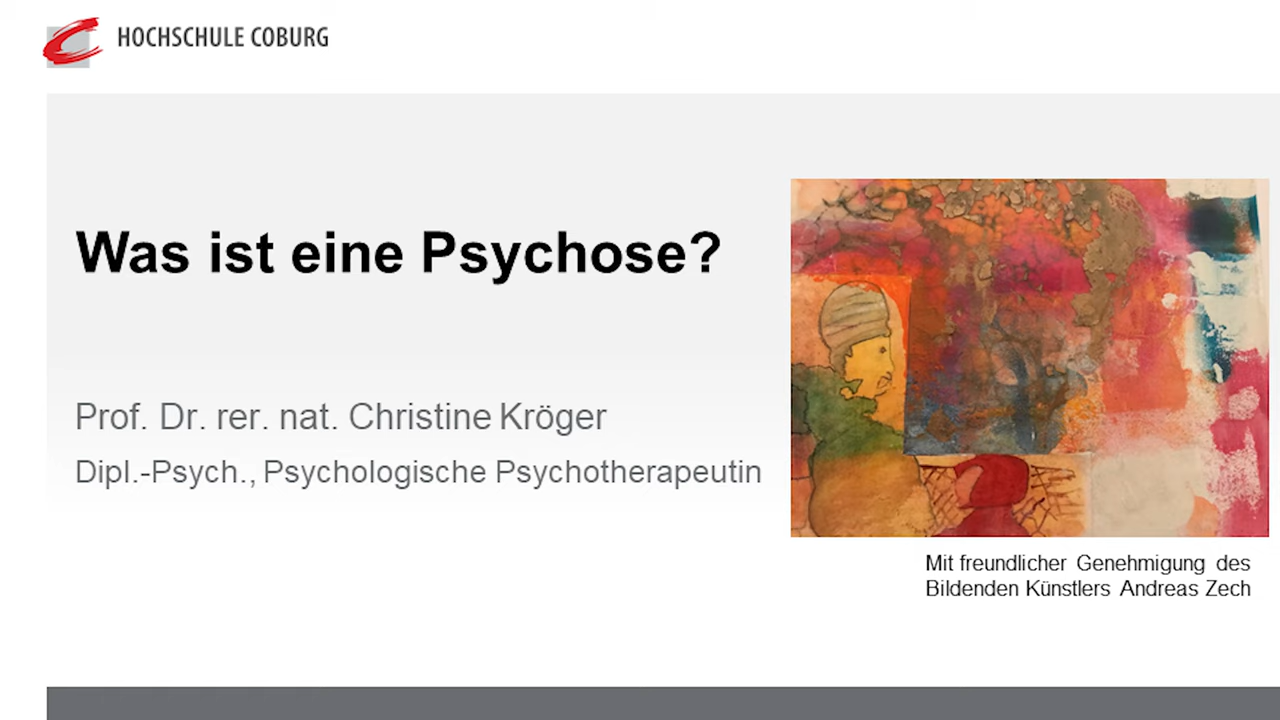 HOCHSCHULE COBURG
Was ist eine Psychose?
Prof. Dr. rer. nat. Christine Kröger
Dipl.-Psych., Psychologische Psychotherapeutin
Mit freundlicher Genehmigung des
Bildenden Künstlers Andreas Zech